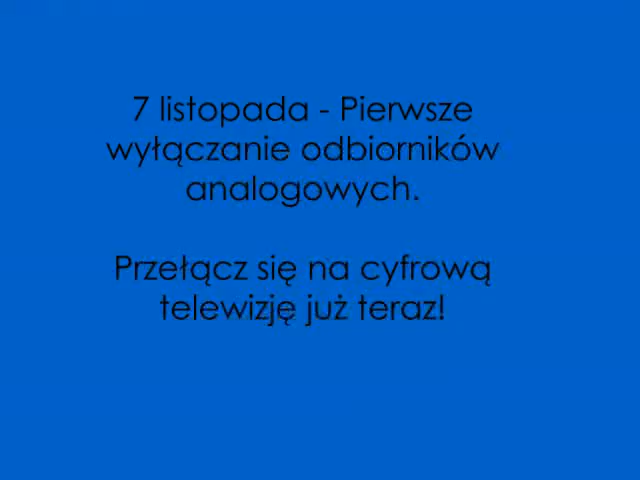 7 listopada - Pierwsze
wyłączanie odbiorników
analogowych.
Przełącz się na cyfrową
telewizję już teraz!